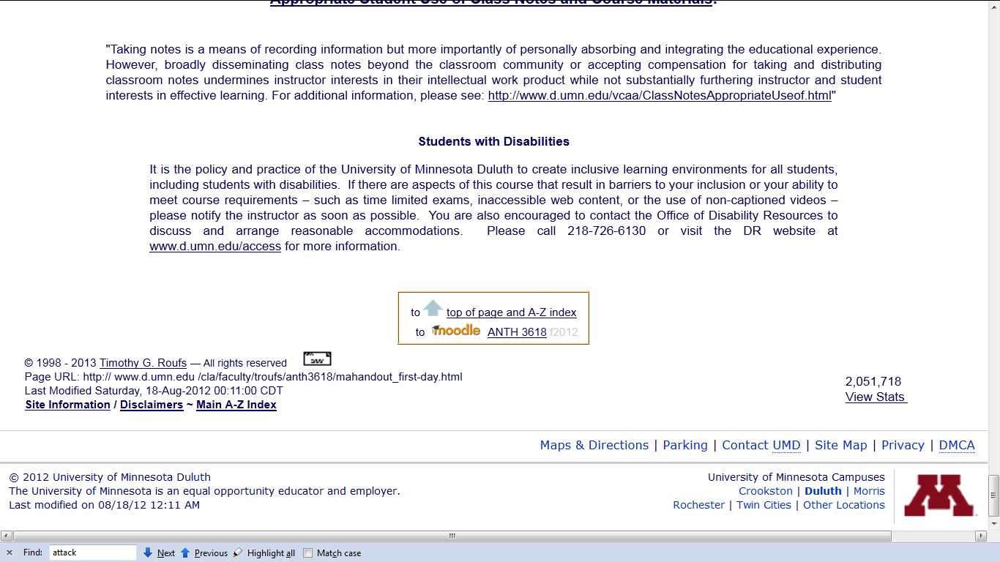 Appropriate Student Use of Class Notes and Course Materials:
"Taking notes is a means of recording information but more importantly of personally absorbing and integrating the educational experience.
However, broadly disseminating class notes beyond the classroom community or accepting compensation for taking and distributing
classroom notes undermines instructor interests in their intellectual work product while not substantially furthering instructor and student
interests in effective learning. For additional information, please see: http://www.d.umn.edu/vcaa/ClassNotesAppropriateUseof.html"
Students with Disabilities
It is the policy and practice of the University of Minnesota Duluth to create inclusive learning environments for all students,
including students with disabilities. If there are aspects of this course that result in barriers to your inclusion or your ability to
meet course requirements – such as time limited exams, inaccessible web content, or the use of non-captioned videos –
please notify the instructor as soon as possible. You are also encouraged to contact the Office of Disability Resources to
discuss and arrange reasonable accommodations. Please call 218-726-6130 or visit the DR website at
www.d.umn.edu/access for more information.
to top of page and A-Z index
to moodle ANTH 3618 f2012
© 1998 - 2013 Timothy G. Roufs — All rights reserved
Page URL: http:// www.d.umn.edu /cla/faculty/troufs/anth3618/mahandout_first-day.html
Last Modified Saturday, 18-Aug-2012 00:11:00 CDT
Site Information / Disclaimers ~ Main A-Z Index
2,051,718
View Stats
Maps & Directions | Parking | Contact UMD | Site Map | Privacy | DMCA
© 2012 University of Minnesota Duluth
The University of Minnesota is an equal opportunity educator and employer.
Last modified on 08/18/12 12:11 AM
University of Minnesota Campuses
Crookston | Duluth | Morris
Rochester | Twin Cities | Other Locations
M
Find: attack Next Previous Highlight all Match case